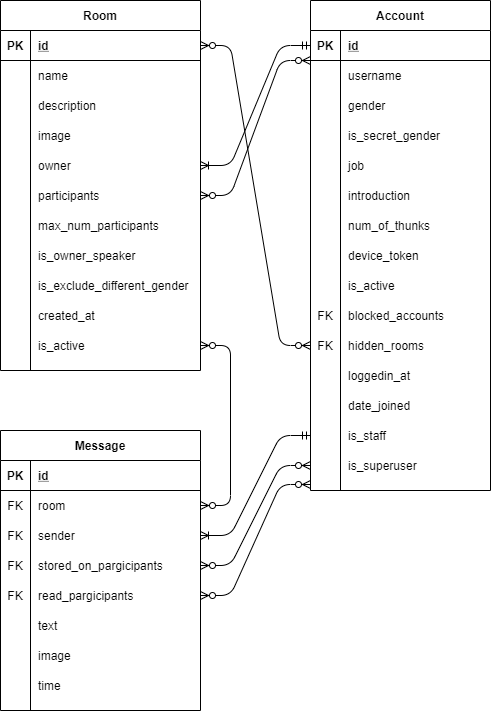 Room
PK id
name
description
image
owner
participants
max_num_participants
is_owner_speaker
is_exclude_different_gender
created_at
is_active
Account
PK id
username
gender
is_secret_gender
job
introduction
num_of_thunks
device_token
is_active
FK blocked_accounts
FK hidden_rooms
loggedin_at
date_joined
is_staff
is_superuser
Message
PK id
FK room
FK sender
FK stored_on_pargicipants
FK read_pargicipants
text
image
time